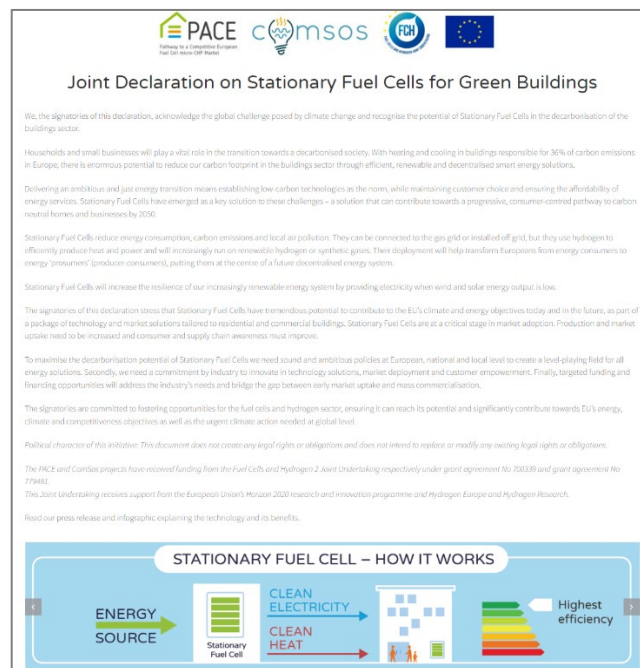 PACE
Pathway to a Competitive European
Fuel Cell micro-CHP Market
comsos
FCH
Joint Declaration on Stationary Fuel Cells for Green Buildings
We, the signatories of this declaration, acknowledge the global challenge posed by climate change and recognise the potential of Stationary Fuel Cells in the decarbonisation of the
buildings sector.
Households and small businesses will play a vital role in the transition towards a decarbonised society. With heating and cooling in buildings responsible for 36% of carbon emissions
in Europe, there is enormous potential to reduce our carbon footprint in the buildings sector through efficient, renewable and decentralised smart energy solutions.
Delivering an ambitious and just energy transition means establishing low-carbon technologies as the norm, while maintaining customer choice and ensuring the affordability of
energy services. Stationary Fuel Cells have emerged as a key solution to these challenges – a solution that can contribute towards a progressive, consumer-centred pathway to carbon
neutral homes and businesses by 2050.
Stationary Fuel Cells reduce energy consumption, carbon emissions and local air pollution. They can be connected to the gas grid or installed off grid, but they use hydrogen to
efficiently produce heat and power and will increasingly run on renewable hydrogen or synthetic gases. Their deployment will help transform Europeans from energy consumers to
energy 'prosumers' (producer consumers), putting them at the centre of a future decentralised energy system.
Stationary Fuel Cells will increase the resilience of our increasingly renewable energy system by providing electricity when wind and solar energy output is low.
The signatories of this declaration stress that Stationary Fuel Cells have tremendous potential to contribute to the EU's climate and energy objectives today and in the future, as part of
a package of technology and market solutions tailored to residential and commercial buildings. Stationary Fuel Cells are at a critical stage in market adoption. Production and market
uptake need to be increased and consumer and supply chain awareness must improve.
To maximise the decarbonisation potential of Stationary Fuel Cells we need sound and ambitious policies at European, national and local level to create a level-playing field for all
energy solutions. Secondly, we need a commitment by industry to innovate in technology solutions, market deployment and customer empowerment. Finally, targeted funding and
financing opportunities will address the industry's needs and bridge the gap between early market uptake and mass commercialisation.
The signatories are committed to fostering opportunities for the fuel cells and hydrogen sector, ensuring it can reach its potential and significantly contribute towards EU's energy,
climate and competitiveness objectives as well as the urgent climate action needed at global level.
Political character of this initiative: This document does not create any legal rights or obligations and does not intend to replace or modify any existing legal rights or obligations.
The PACE and ComSos projects have received funding from the Fuel Cells and Hydrogen 2 Joint Undertaking respectively under grant agreement No 700339 and grant agreement No
779481.
This Joint Undertaking receives support from the European Union's Horizon 2020 research and innovation programme and Hydrogen Europe and Hydrogen Research.
Read our press release and infographic explaining the technology and its benefits.
STATIONARY FUEL CELL – HOW IT WORKS
ENERGY
SOURCE
Stationary
Fuel Cell
CLEAN
ELECTRICITY
CLEAN
HEAT
Highest
efficiency